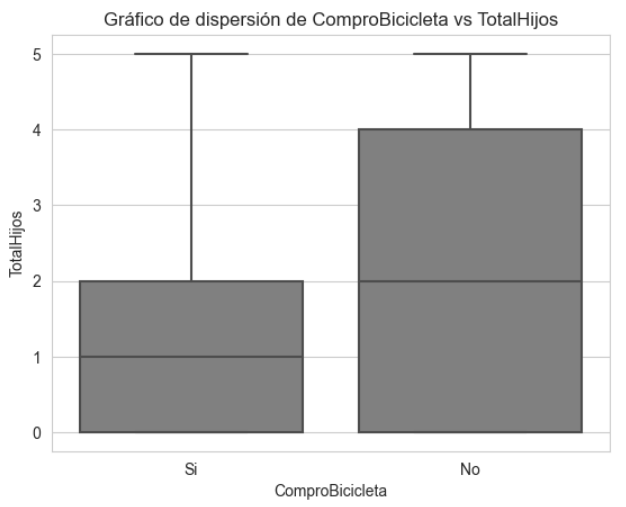 Gráfico de dispersión de ComproBicicleta vs TotalHijos
5
4
3
2
1
0
TotalHijos
Si No
ComproBicicleta